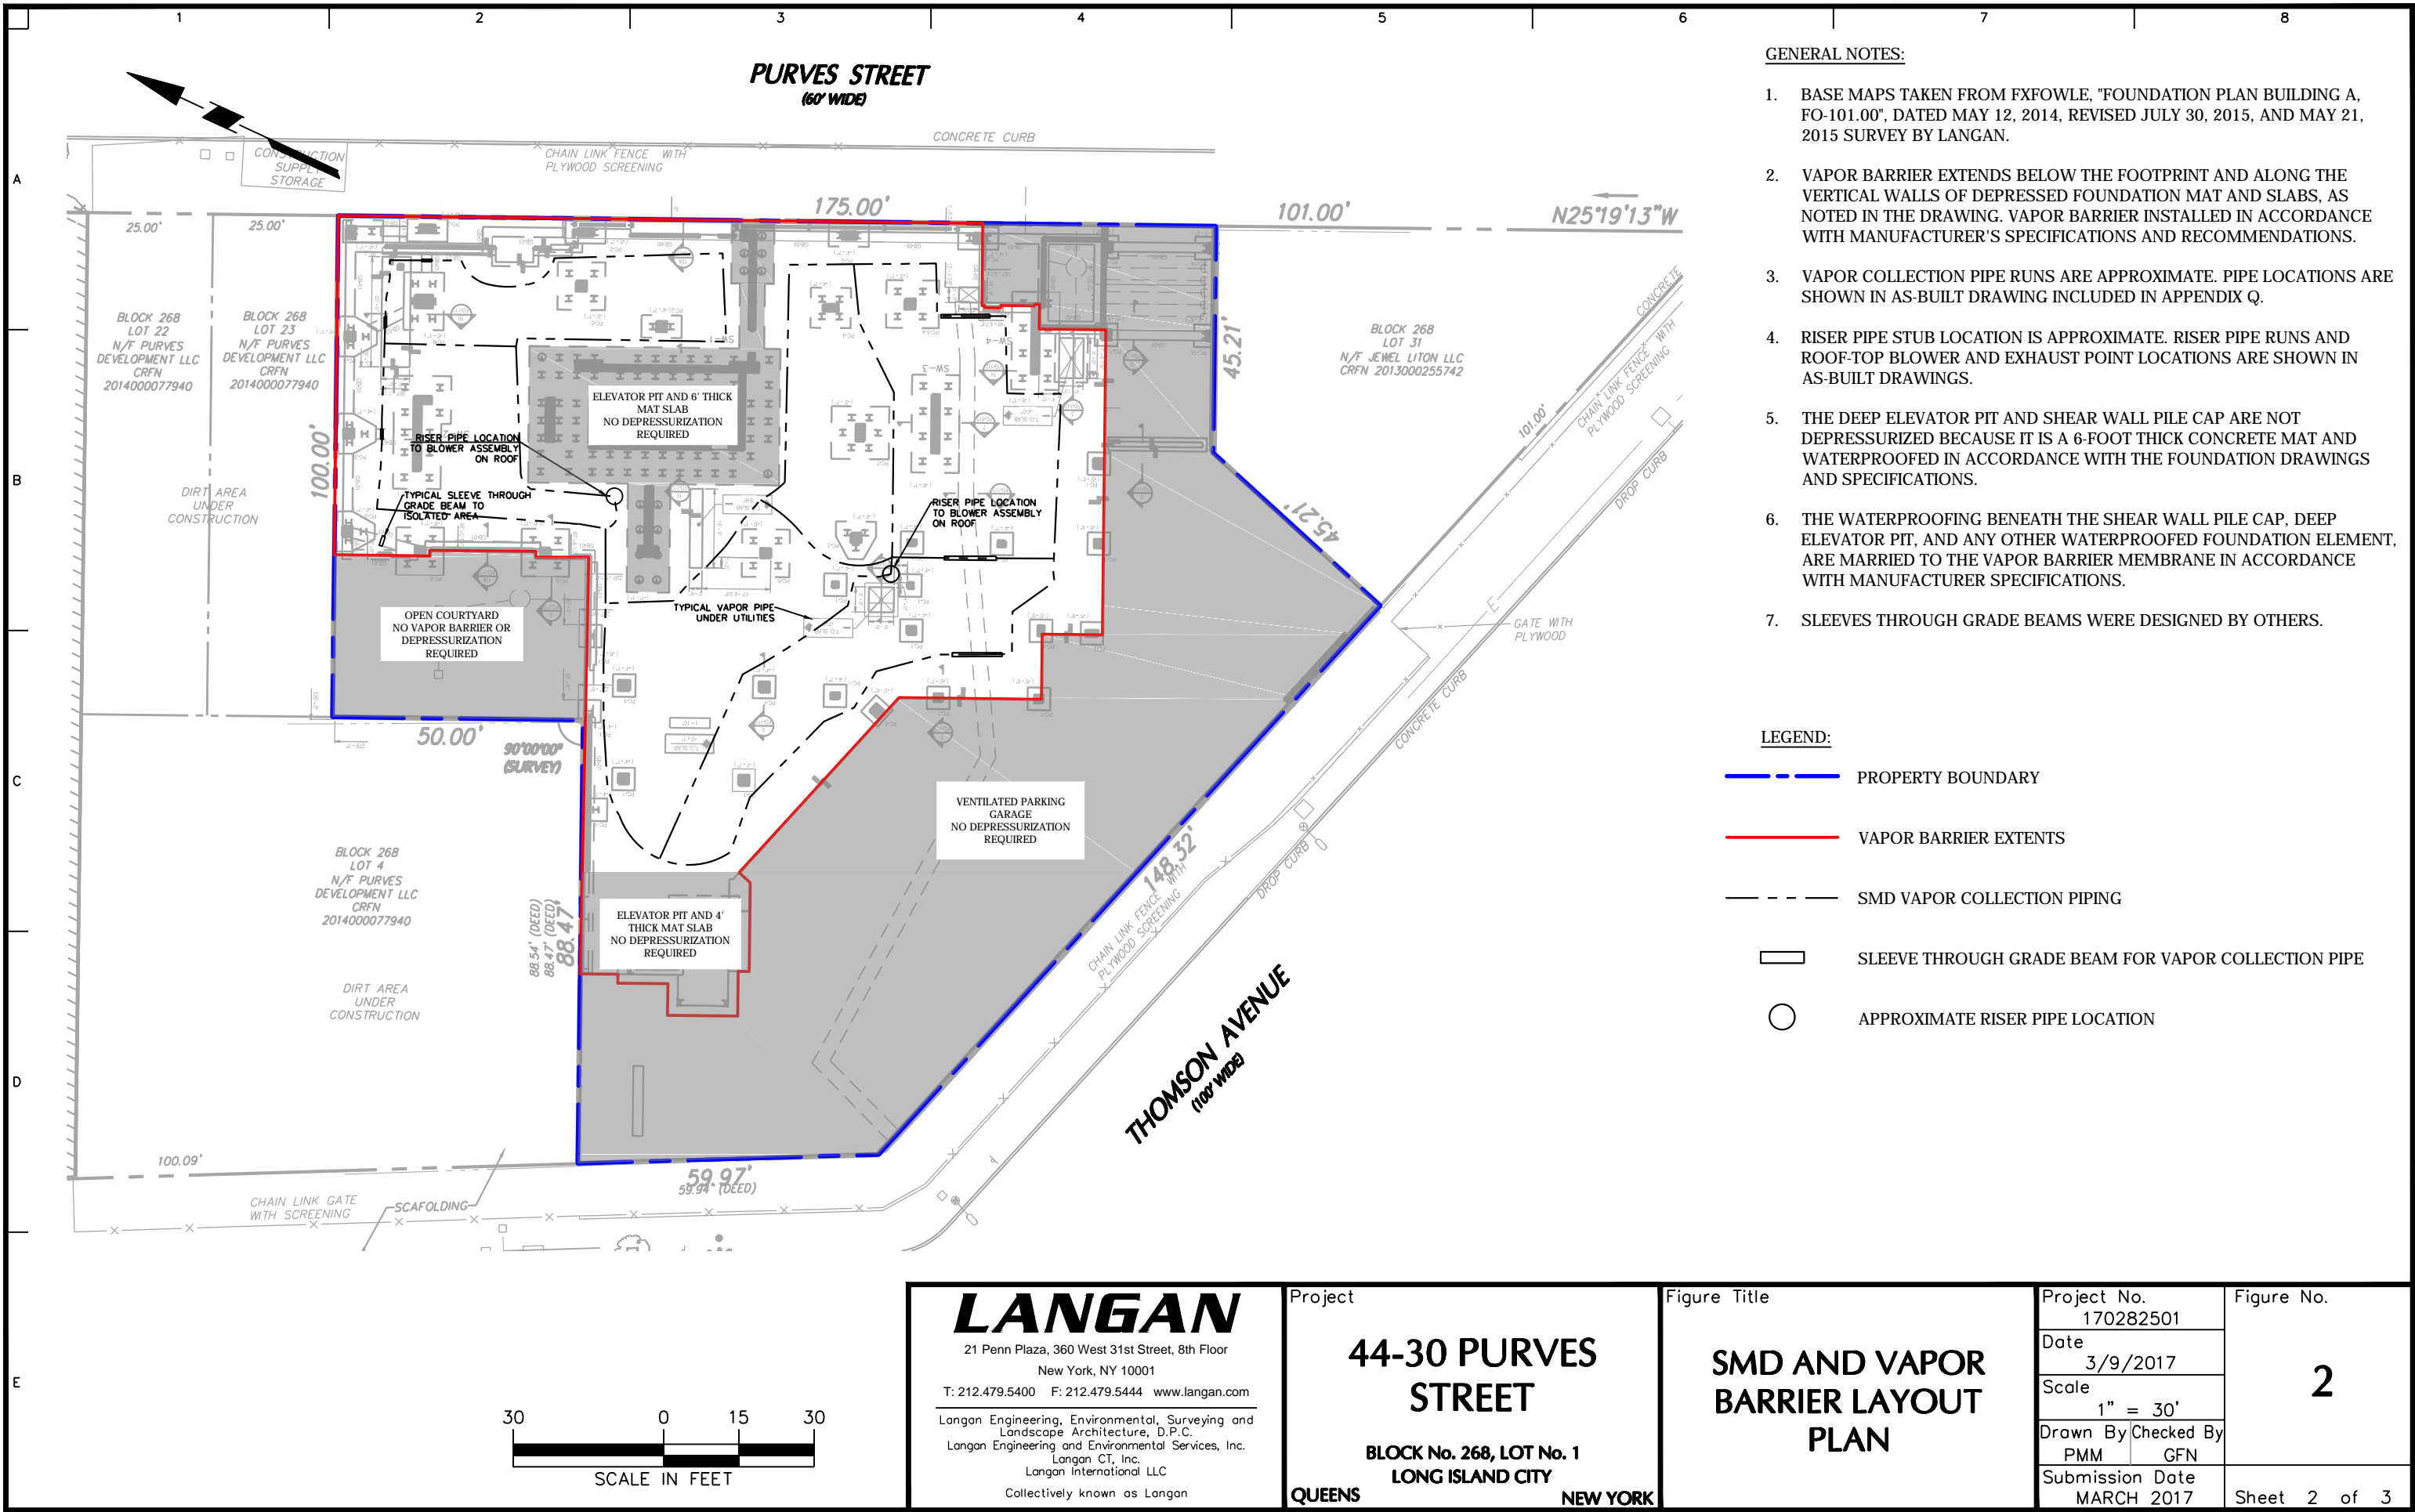 1 2 3 4 5 6 7 8
A
B
C
D
E
PURVES STREET
(60' WIDE)
CONCRETE CURB
CHAIN LINK FENCE WITH
PLYWOOD SCREENING
CONSTRUCTION
SUPPLY
STORAGE
175.00'
101.00'
N25°19'13"W
25.00'
25.00'
BLOCK 268
LOT 22
N/F PURVES
DEVELOPMENT LLC
CRFN
2014000077940
BLOCK 268
LOT 23
N/F PURVES
DEVELOPMENT LLC
CRFN
2014000077940
DIRT AREA
UNDER
CONSTRUCTION
100.00'
ELEVATOR PIT AND 6' THICK
MAT SLAB
NO DEPRESSURIZATION
REQUIRED
RISER PIPE LOCATION
TO BLOWER ASSEMBLY
ON ROOF
TYPICAL SLEEVE THROUGH
GRADE BEAM TO
ISOLATED AREA
RISER PIPE LOCATION
TO BLOWER ASSEMBLY
ON ROOF
TYPICAL VAPOR PIPE
UNDER UTILITIES
OPEN COURTYARD
NO VAPOR BARRIER OR
DEPRESSURIZATION
REQUIRED
SW-1
SW-3
SW-4
45.21'
45.21'
BLOCK 268
LOT 31
N/F JEWEL LITON LLC
CRFN 2013000255742
CONCRETE
CHAIN LINK FENCE WITH
PLYWOOD SCREENING
101.00'
DROP CURB
GATE WITH
PLYWOOD
E
CONCRETE CURB
50.00'
90°00'00"
(SURVEY)
BLOCK 268
LOT 4
N/F PURVES
DEVELOPMENT LLC
CRFN
2014000077940
DIRT AREA
UNDER
CONSTRUCTION
88.54' (DEED)
88.47' (DEED)
88.47'
ELEVATOR PIT AND 4'
THICK MAT SLAB
NO DEPRESSURIZATION
REQUIRED
VENTILATED PARKING
GARAGE
NO DEPRESSURIZATION
REQUIRED
148.32'
CHAIN LINK FENCE WITH
PLYWOOD SCREENING
DROP CURB
THOMSON AVENUE
(100' WIDE)
100.09'
59.97'
59.94' (DEED)
CHAIN LINK GATE
WITH SCREENING
SCAFOLDING
GENERAL NOTES:
1. BASE MAPS TAKEN FROM FXFOWLE, "FOUNDATION PLAN BUILDING A,
FO-101.00", DATED MAY 12, 2014, REVISED JULY 30, 2015, AND MAY 21,
2015 SURVEY BY LANGAN.
2. VAPOR BARRIER EXTENDS BELOW THE FOOTPRINT AND ALONG THE
VERTICAL WALLS OF DEPRESSED FOUNDATION MAT AND SLABS, AS
NOTED IN THE DRAWING. VAPOR BARRIER INSTALLED IN ACCORDANCE
WITH MANUFACTURER'S SPECIFICATIONS AND RECOMMENDATIONS.
3. VAPOR COLLECTION PIPE RUNS ARE APPROXIMATE. PIPE LOCATIONS ARE
SHOWN IN AS-BUILT DRAWING INCLUDED IN APPENDIX Q.
4. RISER PIPE STUB LOCATION IS APPROXIMATE. RISER PIPE RUNS AND
ROOF-TOP BLOWER AND EXHAUST POINT LOCATIONS ARE SHOWN IN
AS-BUILT DRAWINGS.
5. THE DEEP ELEVATOR PIT AND SHEAR WALL PILE CAP ARE NOT
DEPRESSURIZED BECAUSE IT IS A 6-FOOT THICK CONCRETE MAT AND
WATERPROOFED IN ACCORDANCE WITH THE FOUNDATION DRAWINGS
AND SPECIFICATIONS.
6. THE WATERPROOFING BENEATH THE SHEAR WALL PILE CAP, DEEP
ELEVATOR PIT, AND ANY OTHER WATERPROOFED FOUNDATION ELEMENT,
ARE MARRIED TO THE VAPOR BARRIER MEMBRANE IN ACCORDANCE
WITH MANUFACTURER SPECIFICATIONS.
7. SLEEVES THROUGH GRADE BEAMS WERE DESIGNED BY OTHERS.
LEGEND:
PROPERTY BOUNDARY
VAPOR BARRIER EXTENTS
SMD VAPOR COLLECTION PIPING
SLEEVE THROUGH GRADE BEAM FOR VAPOR COLLECTION PIPE
APPROXIMATE RISER PIPE LOCATION
30 0 15 30
SCALE IN FEET
LANGAN
21 Penn Plaza, 360 West 31st Street, 8th Floor
New York, NY 10001
T: 212.479.5400 F: 212.479.5444 www.langan.com
Langan Engineering, Environmental, Surveying and
Landscape Architecture, D.P.C.
Langan Engineering and Environmental Services, Inc.
Langan CT, Inc.
Langan International LLC
Collectively known as Langan
Project
44-30 PURVES
STREET
BLOCK No. 268, LOT No. 1
LONG ISLAND CITY
QUEENS NEW YORK
Figure Title
SMD AND VAPOR
BARRIER LAYOUT
PLAN
Project No.
170282501
Date
3/9/2017
Scale
1" = 30'
Drawn By Checked By
PMM GFN
Submission Date
MARCH 2017
Figure No.
2
Sheet 2 of 3